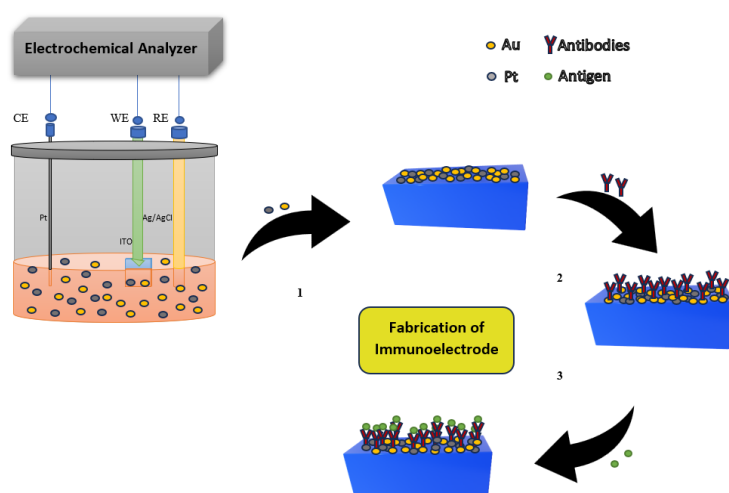 Electrochemical Analyzer
Au
Antibodies
Pt
Antigen
CE
WE
RE
Pt
Ag/AgCl
ITO
1
2
Fabrication of
Immunoelectrode
3